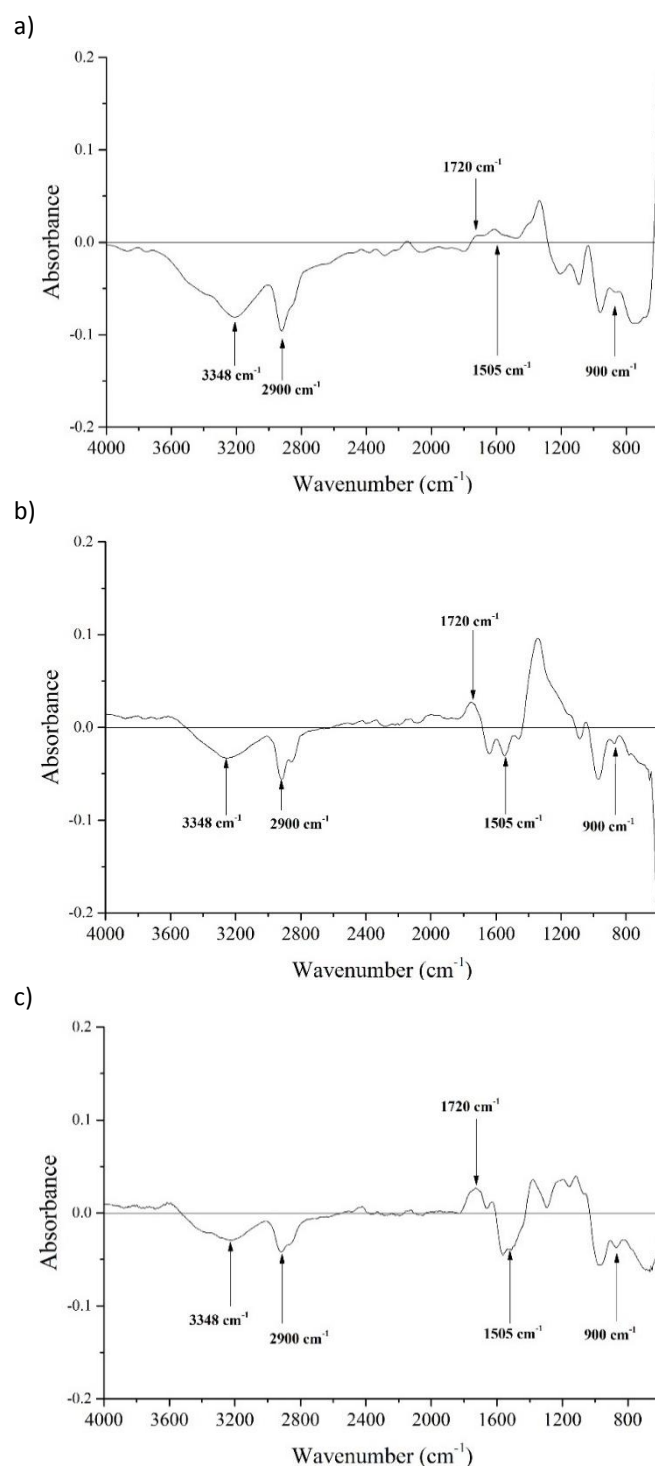 a)
0.2
0.1
0.0
-0.1
-0.2
Absorbance
1720 cm⁻¹
3348 cm⁻¹
2900 cm⁻¹
1505 cm⁻¹
900 cm⁻¹
4000 3600 3200 2800 2400 2000 1600 1200 800
Wavenumber (cm⁻¹)
b)
0.2
0.1
0.0
-0.1
-0.2
Absorbance
1720 cm⁻¹
3348 cm⁻¹
2900 cm⁻¹
1505 cm⁻¹
900 cm⁻¹
4000 3600 3200 2800 2400 2000 1600 1200 800
Wavenumber (cm⁻¹)
c)
0.2
0.1
0.0
-0.1
-0.2
Absorbance
1720 cm⁻¹
3348 cm⁻¹
2900 cm⁻¹
1505 cm⁻¹
900 cm⁻¹
4000 3600 3200 2800 2400 2000 1600 1200 800
Wavenumber (cm⁻¹)